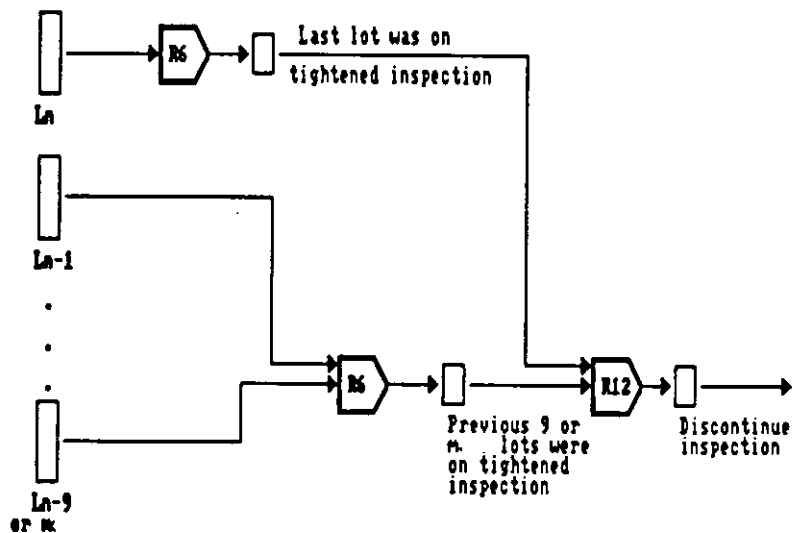 Last lot was on
tightened inspection
R6
Ln
Ln-1
R6
R12
Previous 9 or
m. lots were
on tightened
inspection
Discontinue
inspection
Ln-9
or m